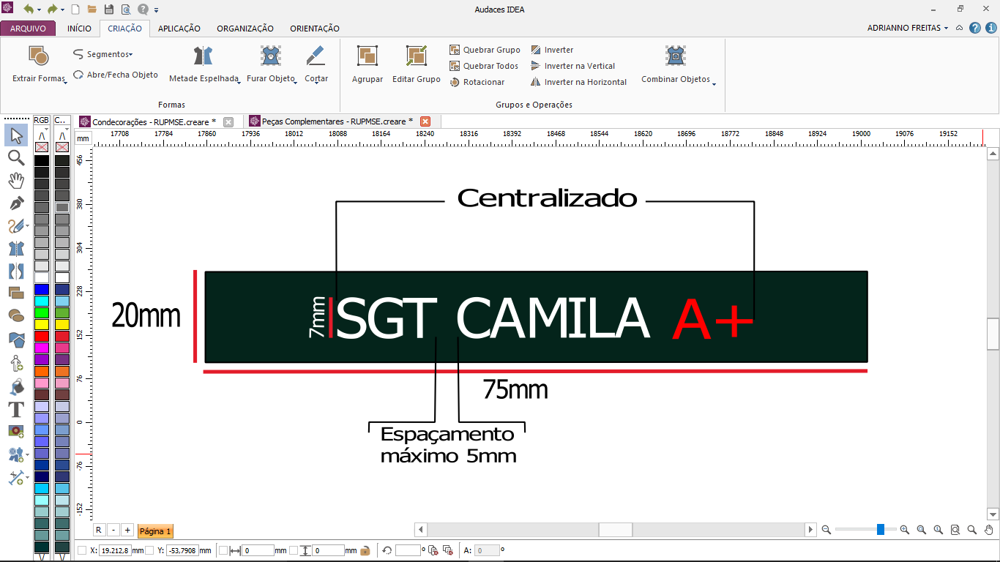 Audaces IDEA
ARQUIVO INÍCIO CRIAÇÃO APLICAÇÃO ORGANIZAÇÃO ORIENTAÇÃO ADRIANNO FREITAS
Extrair Formas
Segmentos
Abre/Fecha Objeto
Metade Espelhada
Furar Objeto
Cortar
Formas
Agrupar
Editar Grupo
Quebrar Grupo
Quebrar Todos
Rotacionar
Inverter
Inverter na Vertical
Inverter na Horizontal
Combinar Objetos
Grupos e Operações
RGB C..
Condecorações - RUPMSE.creare *
Peças Complementares - RUPMSE.creare *
mm
17708 17784 17860 17936 18012 18088 18164 18240 18316 18392 18468 18544 18620 18696 18772 18848 18924 19000 19076 19152
456
380
304
228
152
76
0
-76
-152
Centralizado
20mm
7mm
SGT CAMILA A+
75mm
Espaçamento
máximo 5mm
R - + Página 1
X: 19.212,8 mm Y: -53,7908 mm 0 mm 0 mm º A: 0 º